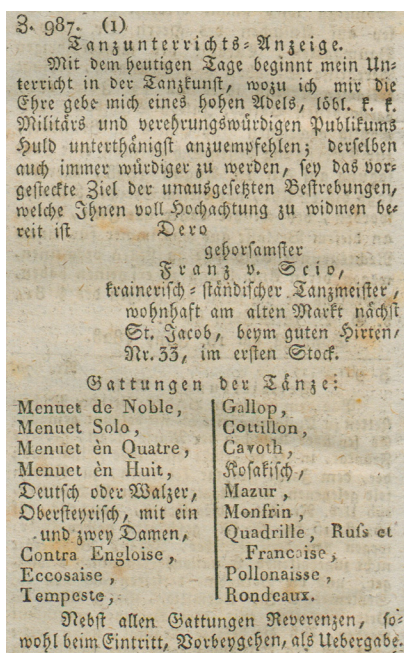 Z. 987. (1)
Tanzunterrichts-Anzeige.
Mit dem heutigen Tage beginnt mein Un-
terricht in der Tanzkunst, wozu ich mir die
Ehre gebe mich eines hohen Adels, löbl. k. k.
Militärs und verehrungswürdigen Publikums
Huld unterthänigst anzuempfehlen; derselben
auch immer würdiger zu werden, sey das vor-
gesteckte Ziel der unausgesetzten Bestrebungen,
welche Ihnen voll Hochachtung zu widmen be-
reit ist Dero
gehorsamster
Franz v. Scio,
krainerisch-ständischer Tanzmeister,
wohnhaft am alten Markt nächst
St. Jacob, beym guten Hirten,
Nr. 33, im ersten Stock.
Gattungen der Tänze:
Menuet de Noble,
Menuet Solo,
Menuet èn Quatre,
Menuet èn Huit,
Deutsch oder Walzer,
Obersteyrisch, mit ein
und zwey Damen,
Contra Engloise,
Eccosaise,
Tempeste,
Gallop,
Cottillon,
Cavoth,
Kosakisch,
Mazur,
Monfrin,
Quadrille, Russ et
Francaise,
Pollonaisse,
Rondeaux.
Nebst allen Gattungen Reverenzen, so-
wohl beim Eintritt, Vorbeygehen, als Uebergabe.